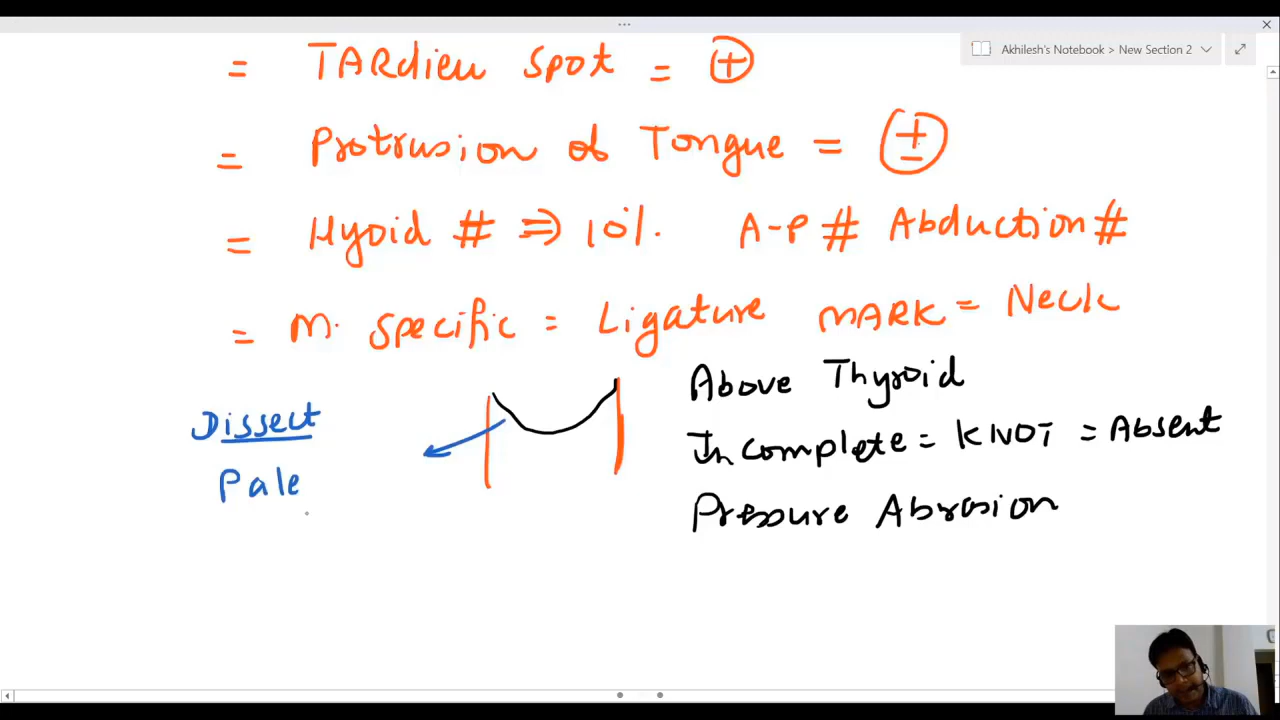 Akhilesh's Notebook > New Section 2
= TARdieu Spot = (+)
= Protrusion of Tongue = (±)
= Hyoid # ⇒ 10%. A-P # Abduction #
= M. Specific = Ligature MARK = Neck
Above Thyroid
Dissect
Incomplete = KNOT = Absent
Pale
Pressure Abrasion